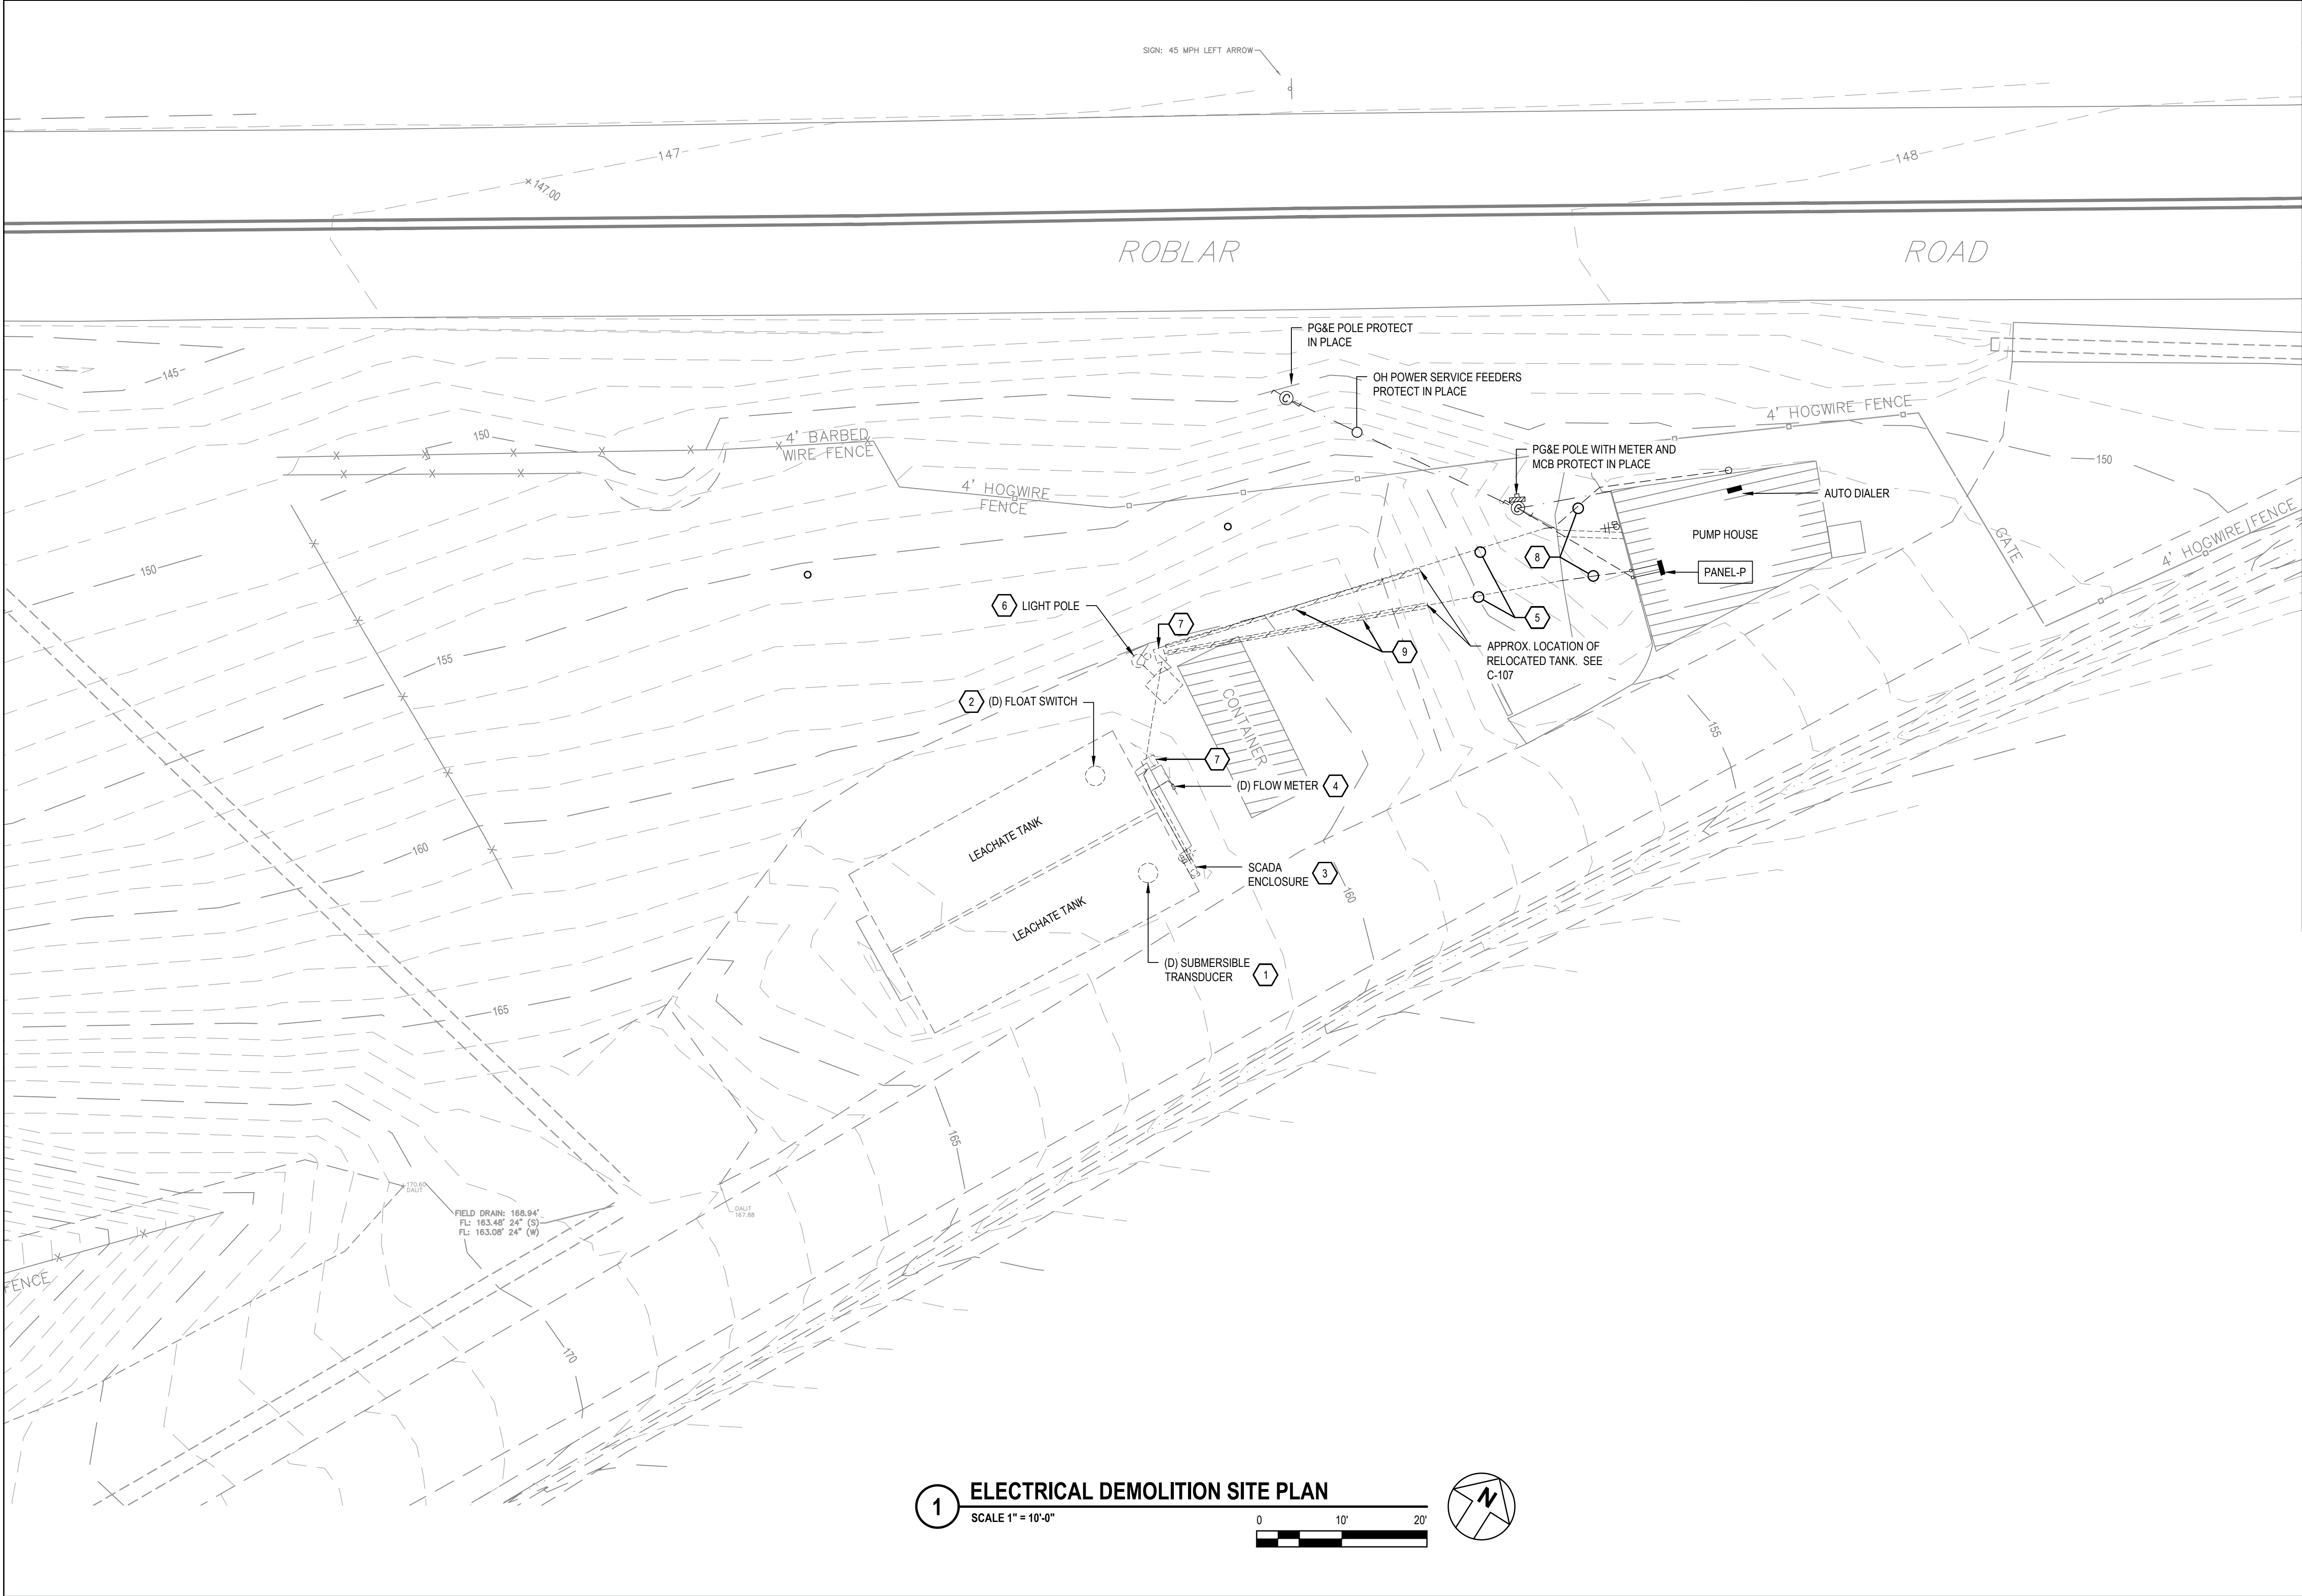 SIGN: 45 MPH LEFT ARROW
147
148
147.00
ROBLAR
ROAD
PG&E POLE PROTECT
IN PLACE
145
OH POWER SERVICE FEEDERS
PROTECT IN PLACE
4' HOGWIRE FENCE
150
4' BARBED
WIRE FENCE
PG&E POLE WITH METER AND
MCB PROTECT IN PLACE
150
4' HOGWIRE
FENCE
AUTO DIALER
PUMP HOUSE
GATE
4' HOGWIRE FENCE
8
PANEL-P
150
6 LIGHT POLE
7
5
9
APPROX. LOCATION OF
RELOCATED TANK. SEE
C-107
155
2 (D) FLOAT SWITCH
CONTAINER
155
7
(D) FLOW METER 4
LEACHATE TANK
160
SCADA
ENCLOSURE 3
160
LEACHATE TANK
(D) SUBMERSIBLE
TRANSDUCER 1
165
165
170.60
DALIT
FIELD DRAIN: 168.94'
FL: 163.48' 24" (S)
FL: 163.08' 24" (W)
DALIT
167.88
FENCE
170
1 ELECTRICAL DEMOLITION SITE PLAN
SCALE 1" = 10'-0"
0 10' 20'
N